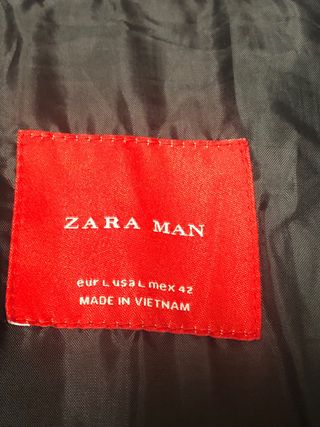 ZARA MAN
eur L usa L mex 42
MADE IN VIETNAM